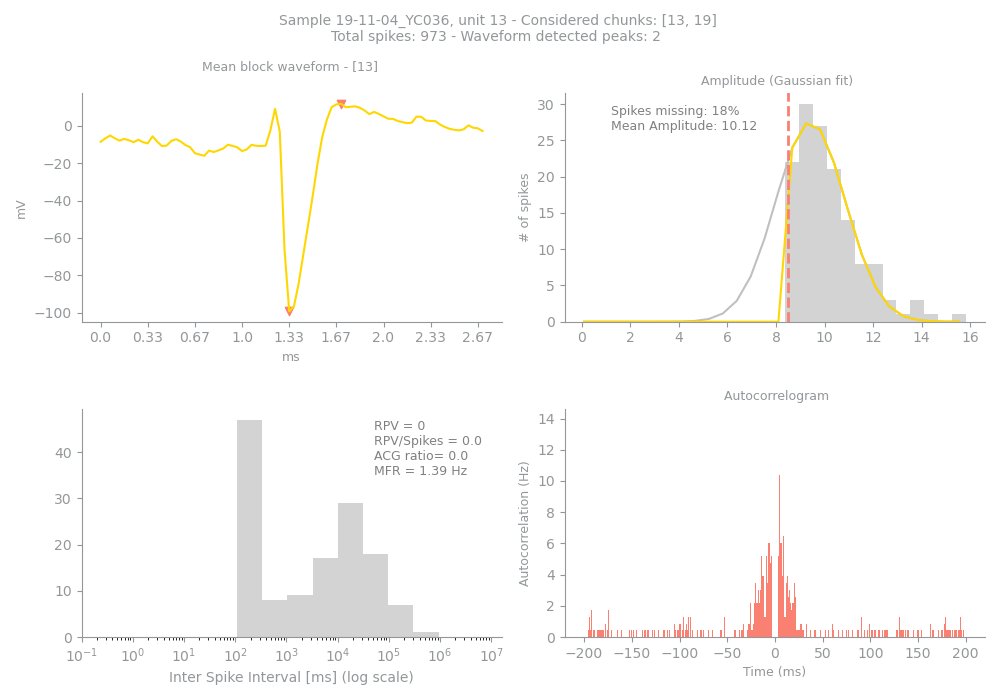 Sample 19-11-04_YC036, unit 13 - Considered chunks: [13, 19]
Total spikes: 973 - Waveform detected peaks: 2
Mean block waveform - [13]
0
−20
−40
−60
−80
−100
mV
0.0 0.33 0.67 1.0 1.33 1.67 2.0 2.33 2.67
ms
Amplitude (Gaussian fit)
Spikes missing: 18%
Mean Amplitude: 10.12
30
25
20
15
10
5
0
# of spikes
0 2 4 6 8 10 12 14 16
RPV = 0
RPV/Spikes = 0.0
ACG ratio= 0.0
MFR = 1.39 Hz
40
30
20
10
0
10⁻¹ 10⁰ 10¹ 10² 10³ 10⁴ 10⁵ 10⁶ 10⁷
Inter Spike Interval [ms] (log scale)
Autocorrelogram
14
12
10
8
6
4
2
0
Autocorrelation (Hz)
−200 −150 −100 −50 0 50 100 150 200
Time (ms)